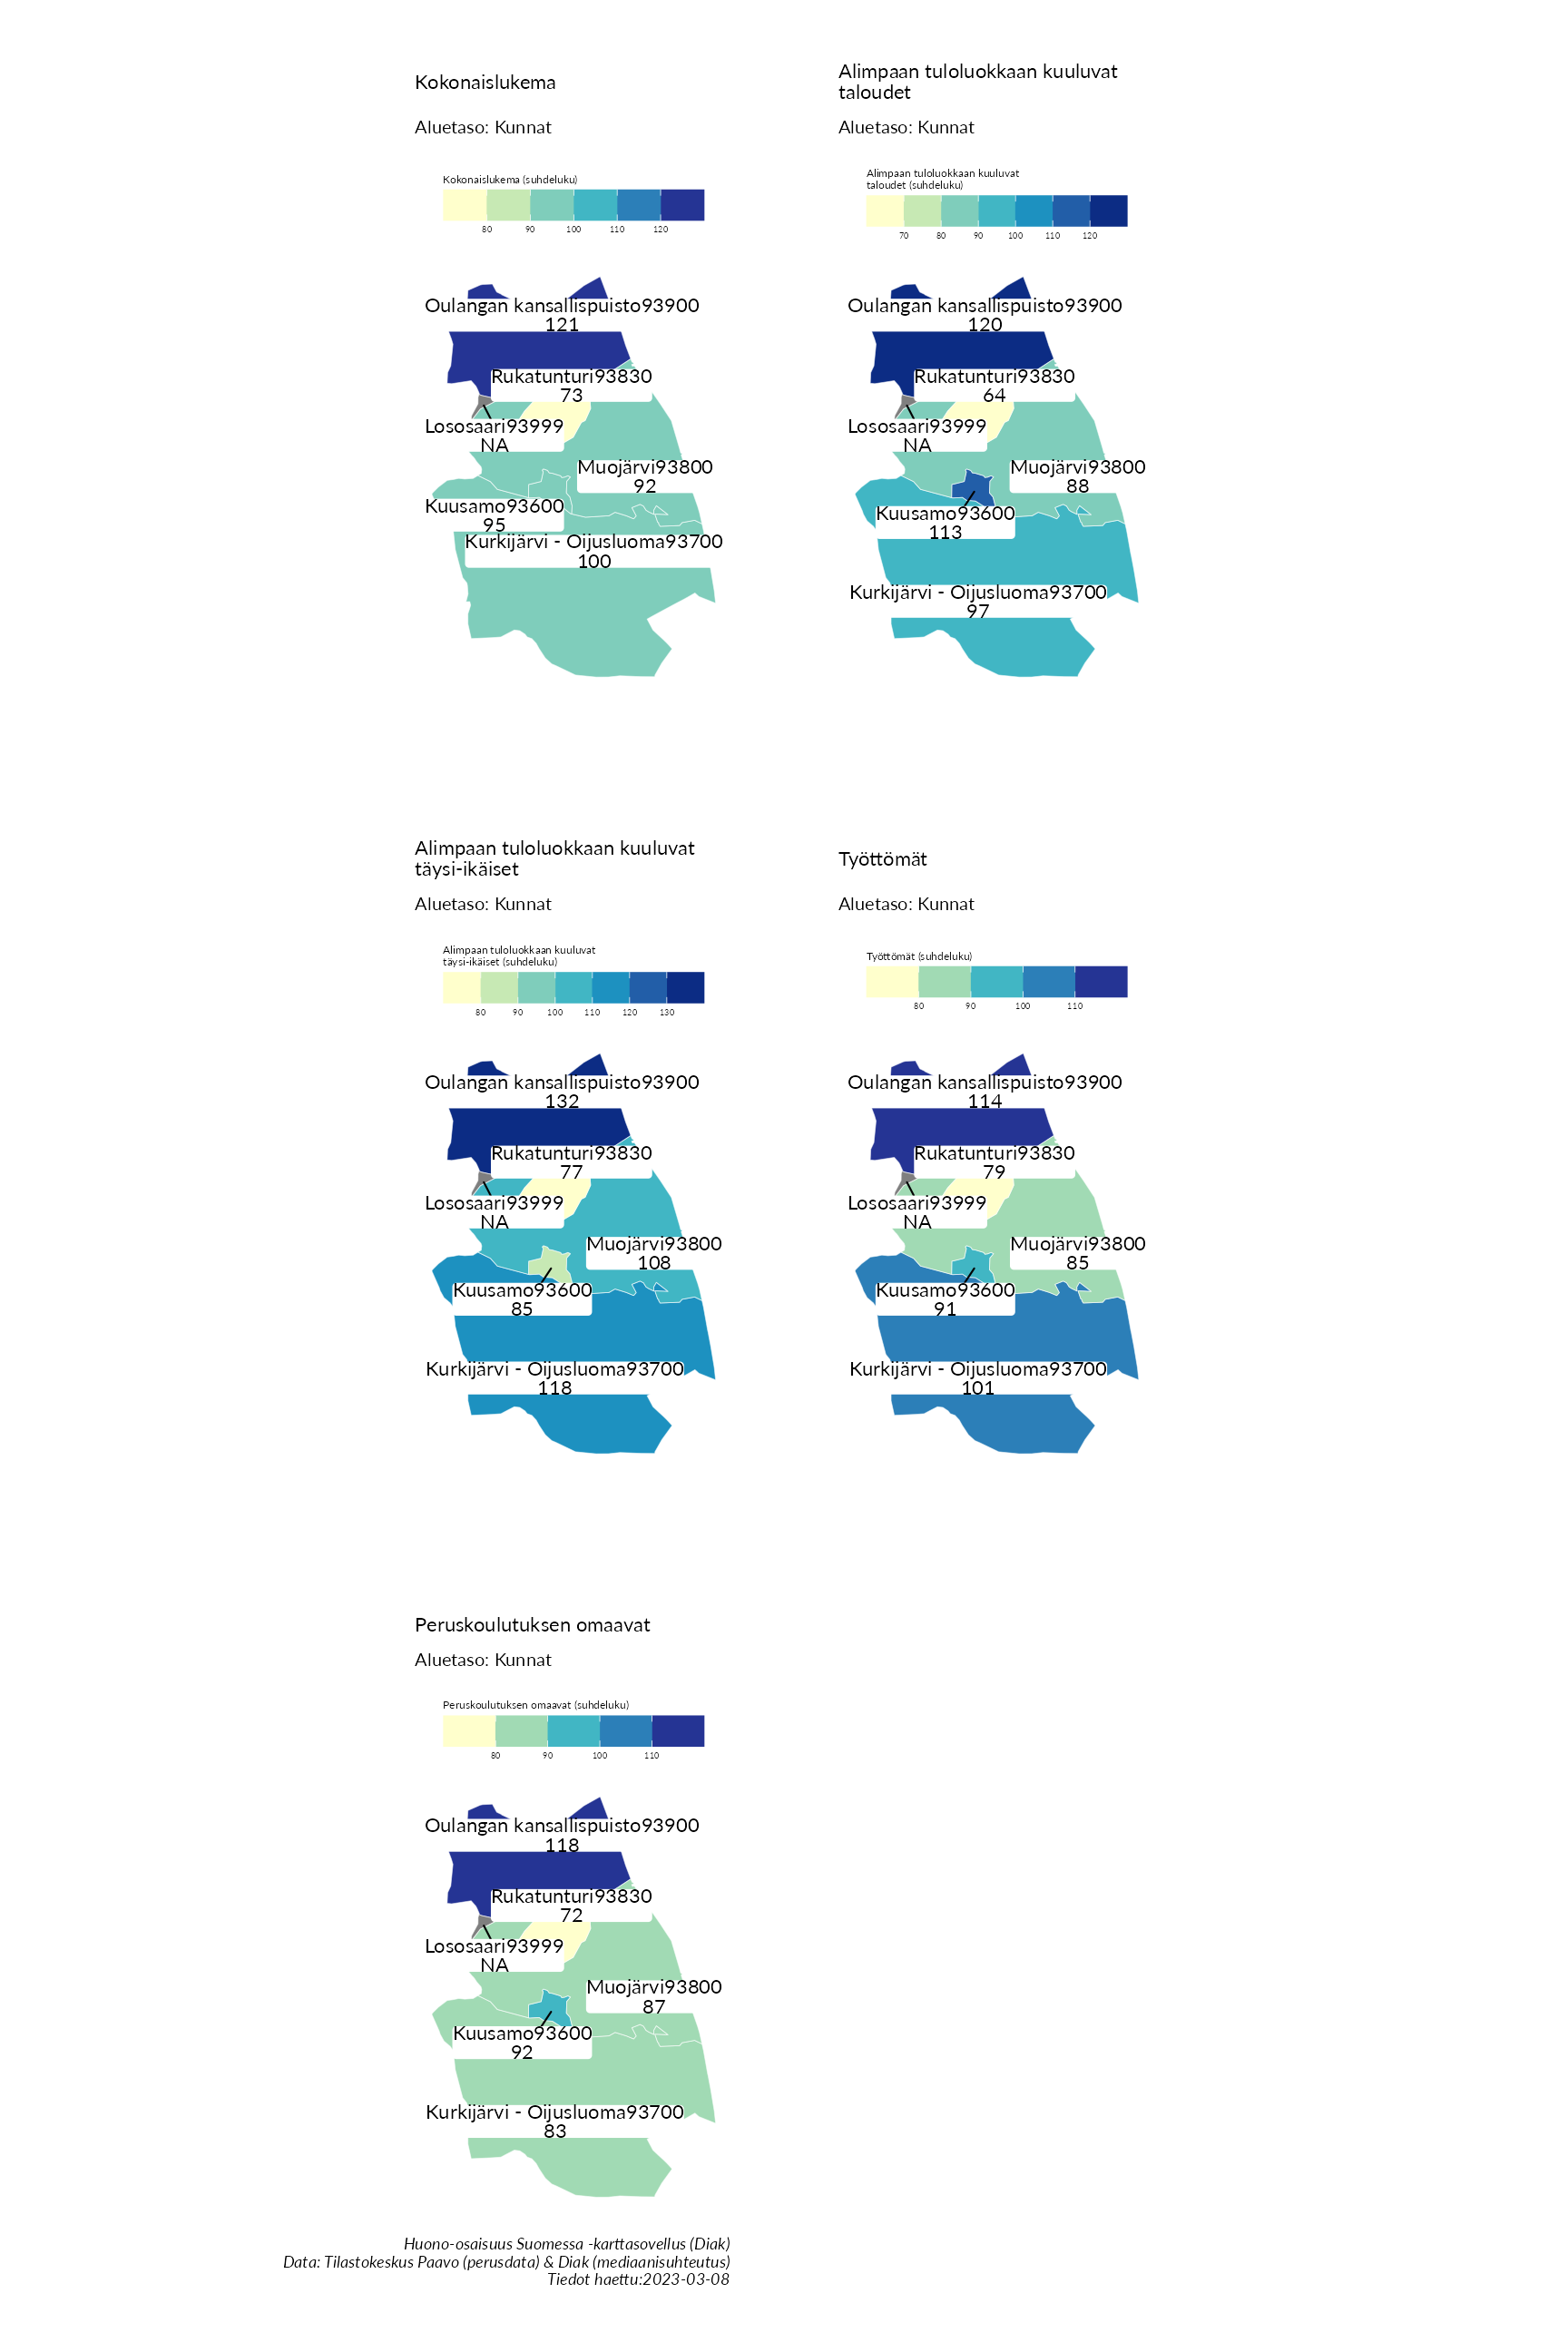 Kokonaislukema
Aluetaso: Kunnat
Kokonaislukema (suhdeluku)
80 90 100 110 120
Oulangan kansallispuisto93900
121
Rukatunturi93830
73
Lososaari93999
NA
Muojärvi93800
92
Kuusamo93600
95
Kurkijärvi - Oijusluoma93700
100
Alimpaan tuloluokkaan kuuluvat
taloudet
Aluetaso: Kunnat
Alimpaan tuloluokkaan kuuluvat
taloudet (suhdeluku)
70 80 90 100 110 120
Oulangan kansallispuisto93900
120
Rukatunturi93830
64
Lososaari93999
NA
Muojärvi93800
88
Kuusamo93600
113
Kurkijärvi - Oijusluoma93700
97
Alimpaan tuloluokkaan kuuluvat
täysi-ikäiset
Aluetaso: Kunnat
Alimpaan tuloluokkaan kuuluvat
täysi-ikäiset (suhdeluku)
80 90 100 110 120 130
Oulangan kansallispuisto93900
132
Rukatunturi93830
77
Lososaari93999
NA
Muojärvi93800
108
Kuusamo93600
85
Kurkijärvi - Oijusluoma93700
118
Työttömät
Aluetaso: Kunnat
Työttömät (suhdeluku)
80 90 100 110
Oulangan kansallispuisto93900
114
Rukatunturi93830
79
Lososaari93999
NA
Muojärvi93800
85
Kuusamo93600
91
Kurkijärvi - Oijusluoma93700
101
Peruskoulutuksen omaavat
Aluetaso: Kunnat
Peruskoulutuksen omaavat (suhdeluku)
80 90 100 110
Oulangan kansallispuisto93900
118
Rukatunturi93830
72
Lososaari93999
NA
Muojärvi93800
87
Kuusamo93600
92
Kurkijärvi - Oijusluoma93700
83
Huono-osaisuus Suomessa -karttasovellus (Diak)
Data: Tilastokeskus Paavo (perusdata) & Diak (mediaanisuhteutus)
Tiedot haettu:2023-03-08